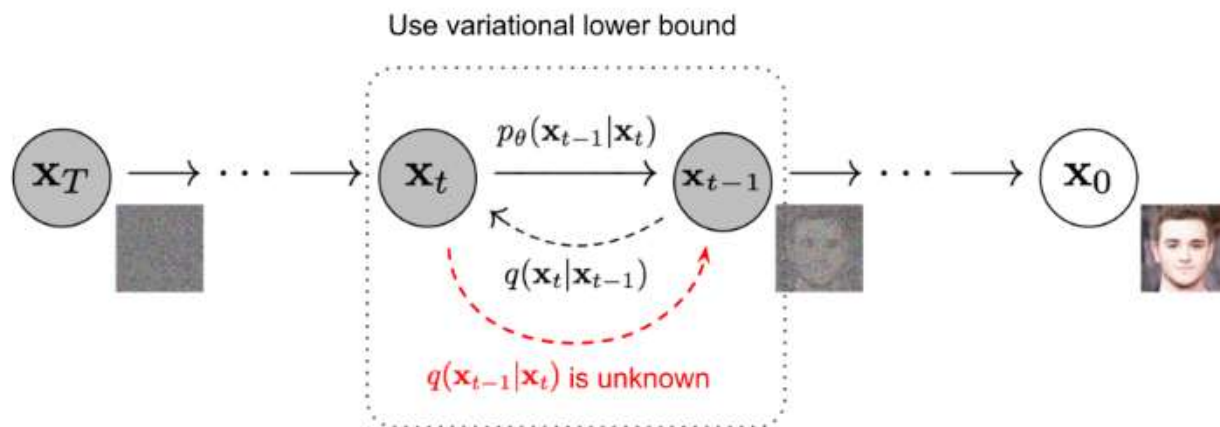 Use variational lower bound
p_θ(x_{t−1}|x_t)
x_T → ⋯ → x_t → x_{t−1} → ⋯ → x_0
q(x_t|x_{t−1})
q(x_{t−1}|x_t) is unknown